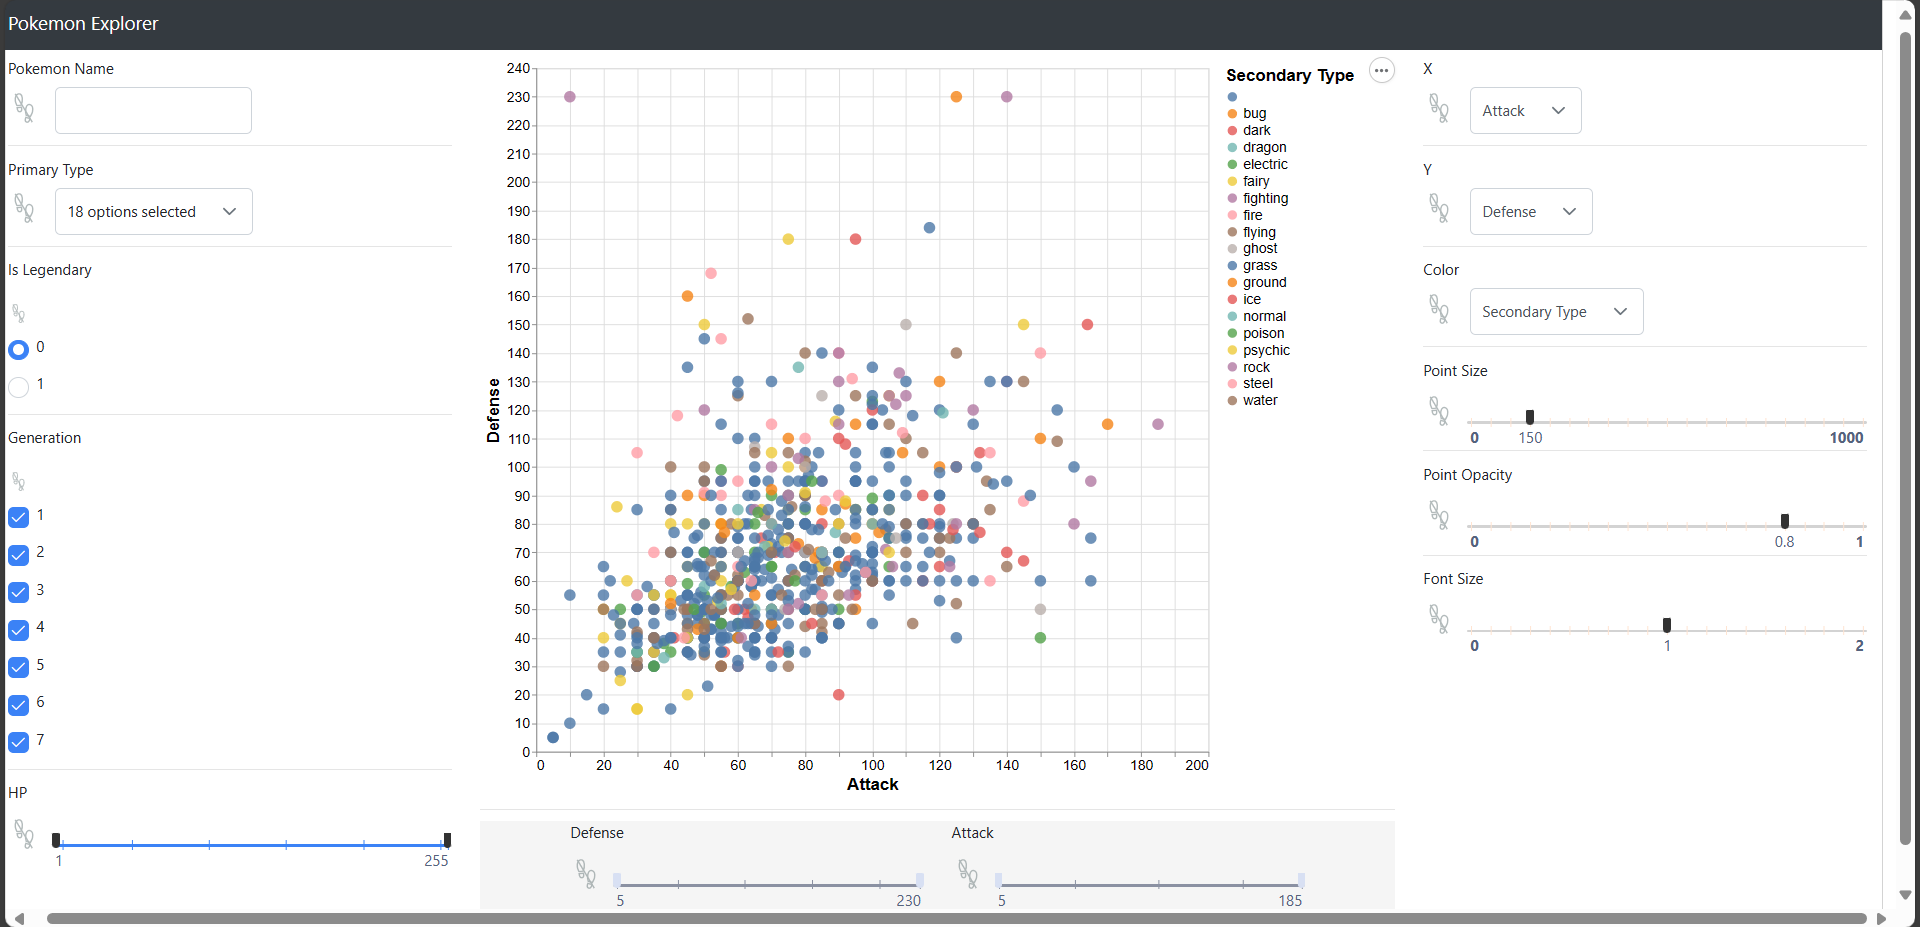 Pokemon Explorer
Pokemon Name
Primary Type
18 options selected
Is Legendary
0
1
Generation
1
2
3
4
5
6
7
HP
1
255
240
230
220
210
200
190
180
170
160
150
140
130
120
110
100
90
80
70
60
50
40
30
20
10
0
Defense
0
20
40
60
80
100
120
140
160
180
200
Attack
Secondary Type
bug
dark
dragon
electric
fairy
fighting
fire
flying
ghost
grass
ground
ice
normal
poison
psychic
rock
steel
water
Defense
5
230
Attack
5
185
X
Attack
Y
Defense
Color
Secondary Type
Point Size
0
150
1000
Point Opacity
0
0.8
1
Font Size
0
1
2